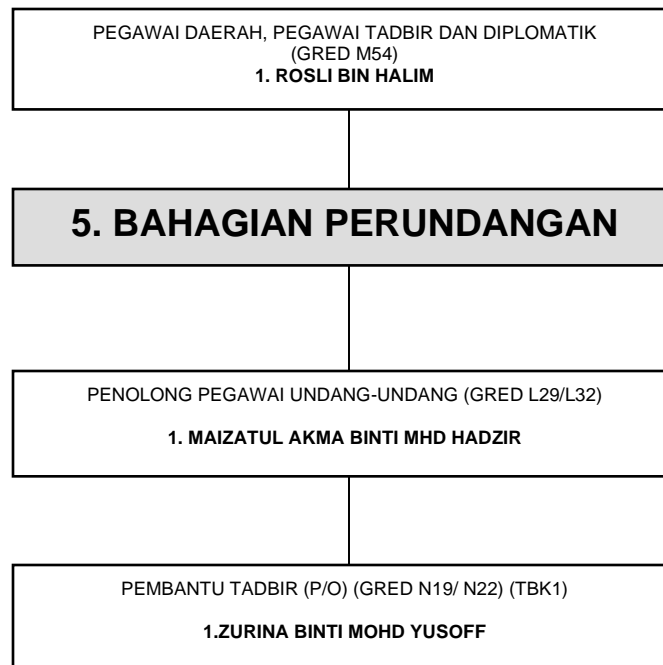 PEGAWAI DAERAH, PEGAWAI TADBIR DAN DIPLOMATIK
(GRED M54)
1. ROSLI BIN HALIM
5. BAHAGIAN PERUNDANGAN
PENOLONG PEGAWAI UNDANG-UNDANG (GRED L29/L32)
1. MAIZATUL AKMA BINTI MHD HADZIR
PEMBANTU TADBIR (P/O) (GRED N19/ N22) (TBK1)
1.ZURINA BINTI MOHD YUSOFF